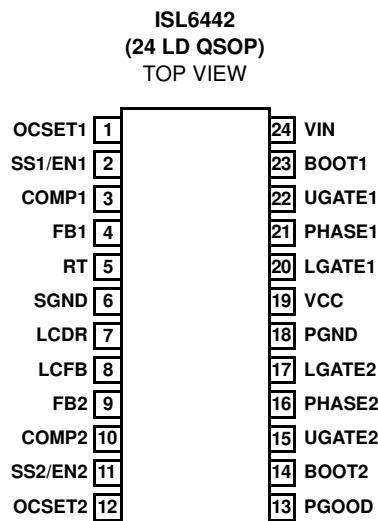 ISL6442
(24 LD QSOP)
TOP VIEW
OCSET1 1 24 VIN
SS1/EN1 2 23 BOOT1
COMP1 3 22 UGATE1
FB1 4 21 PHASE1
RT 5 20 LGATE1
SGND 6 19 VCC
LCDR 7 18 PGND
LCFB 8 17 LGATE2
FB2 9 16 PHASE2
COMP2 10 15 UGATE2
SS2/EN2 11 14 BOOT2
OCSET2 12 13 PGOOD